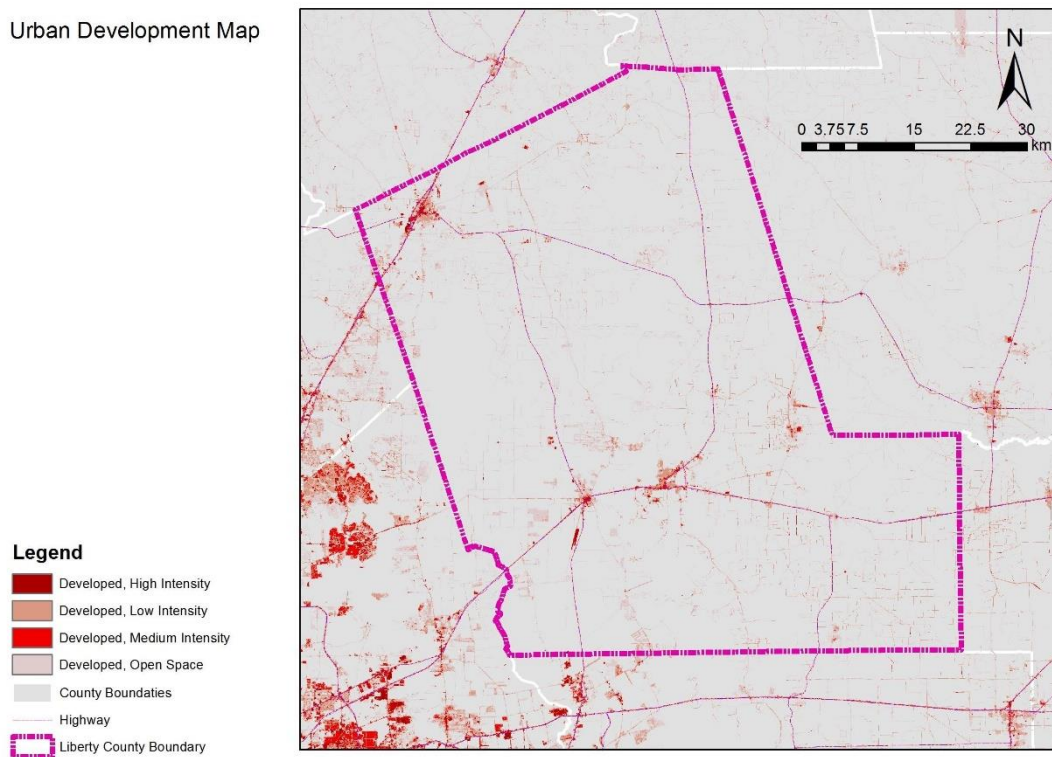 Urban Development Map
N
0 3.75 7.5 15 22.5 30
km
Legend
Developed, High Intensity
Developed, Low Intensity
Developed, Medium Intensity
Developed, Open Space
County Boundaties
Highway
Liberty County Boundary